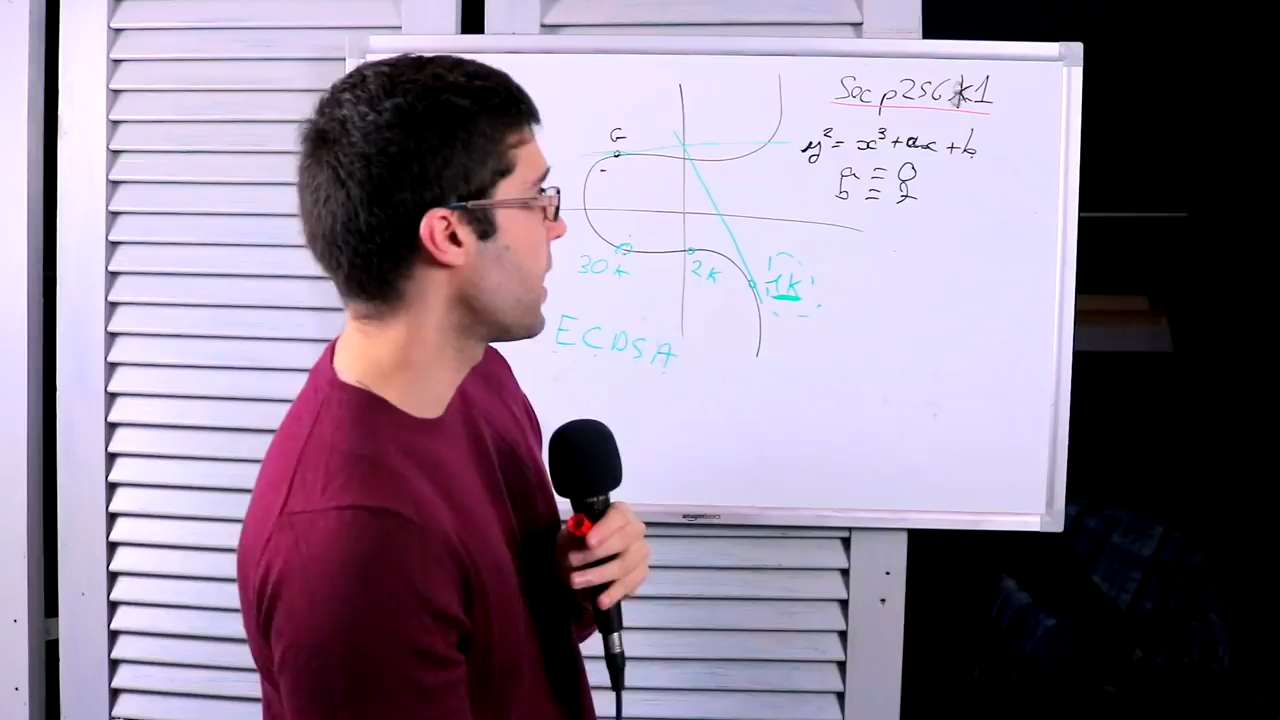 Secp256k1
G
y² = x³ + ax + b
a = 0
b = 7
30k
2k
1k
ECDSA